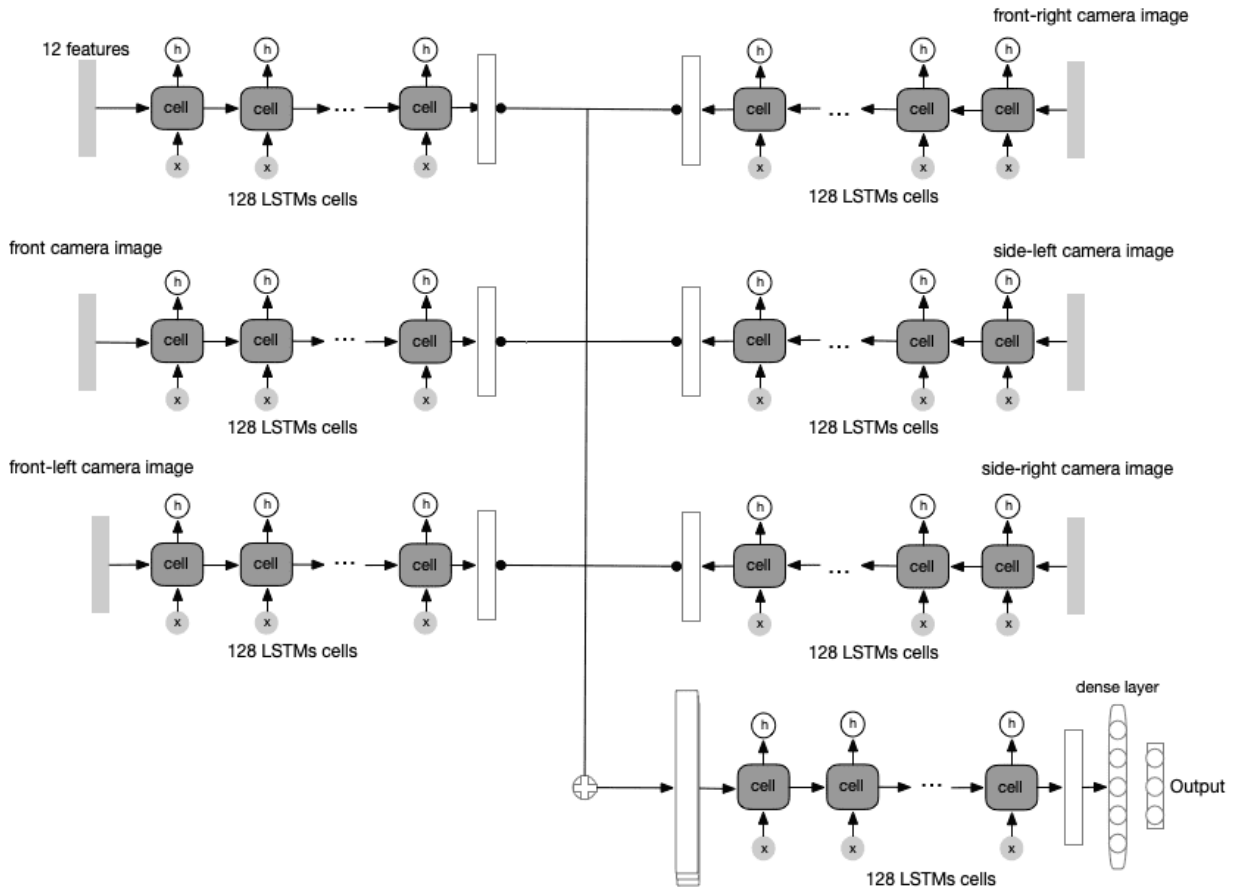 front-right camera image
12 features
h h h h h h
cell cell ... cell cell ... cell cell
x x x x x x
128 LSTMs cells 128 LSTMs cells
front camera image side-left camera image
h h h h h h
cell cell ... cell cell ... cell cell
x x x x x x
128 LSTMs cells 128 LSTMs cells
front-left camera image side-right camera image
h h h h h h
cell cell ... cell cell ... cell cell
x x x x x x
128 LSTMs cells 128 LSTMs cells
dense layer
h h h
cell cell ... cell Output
x x x
128 LSTMs cells